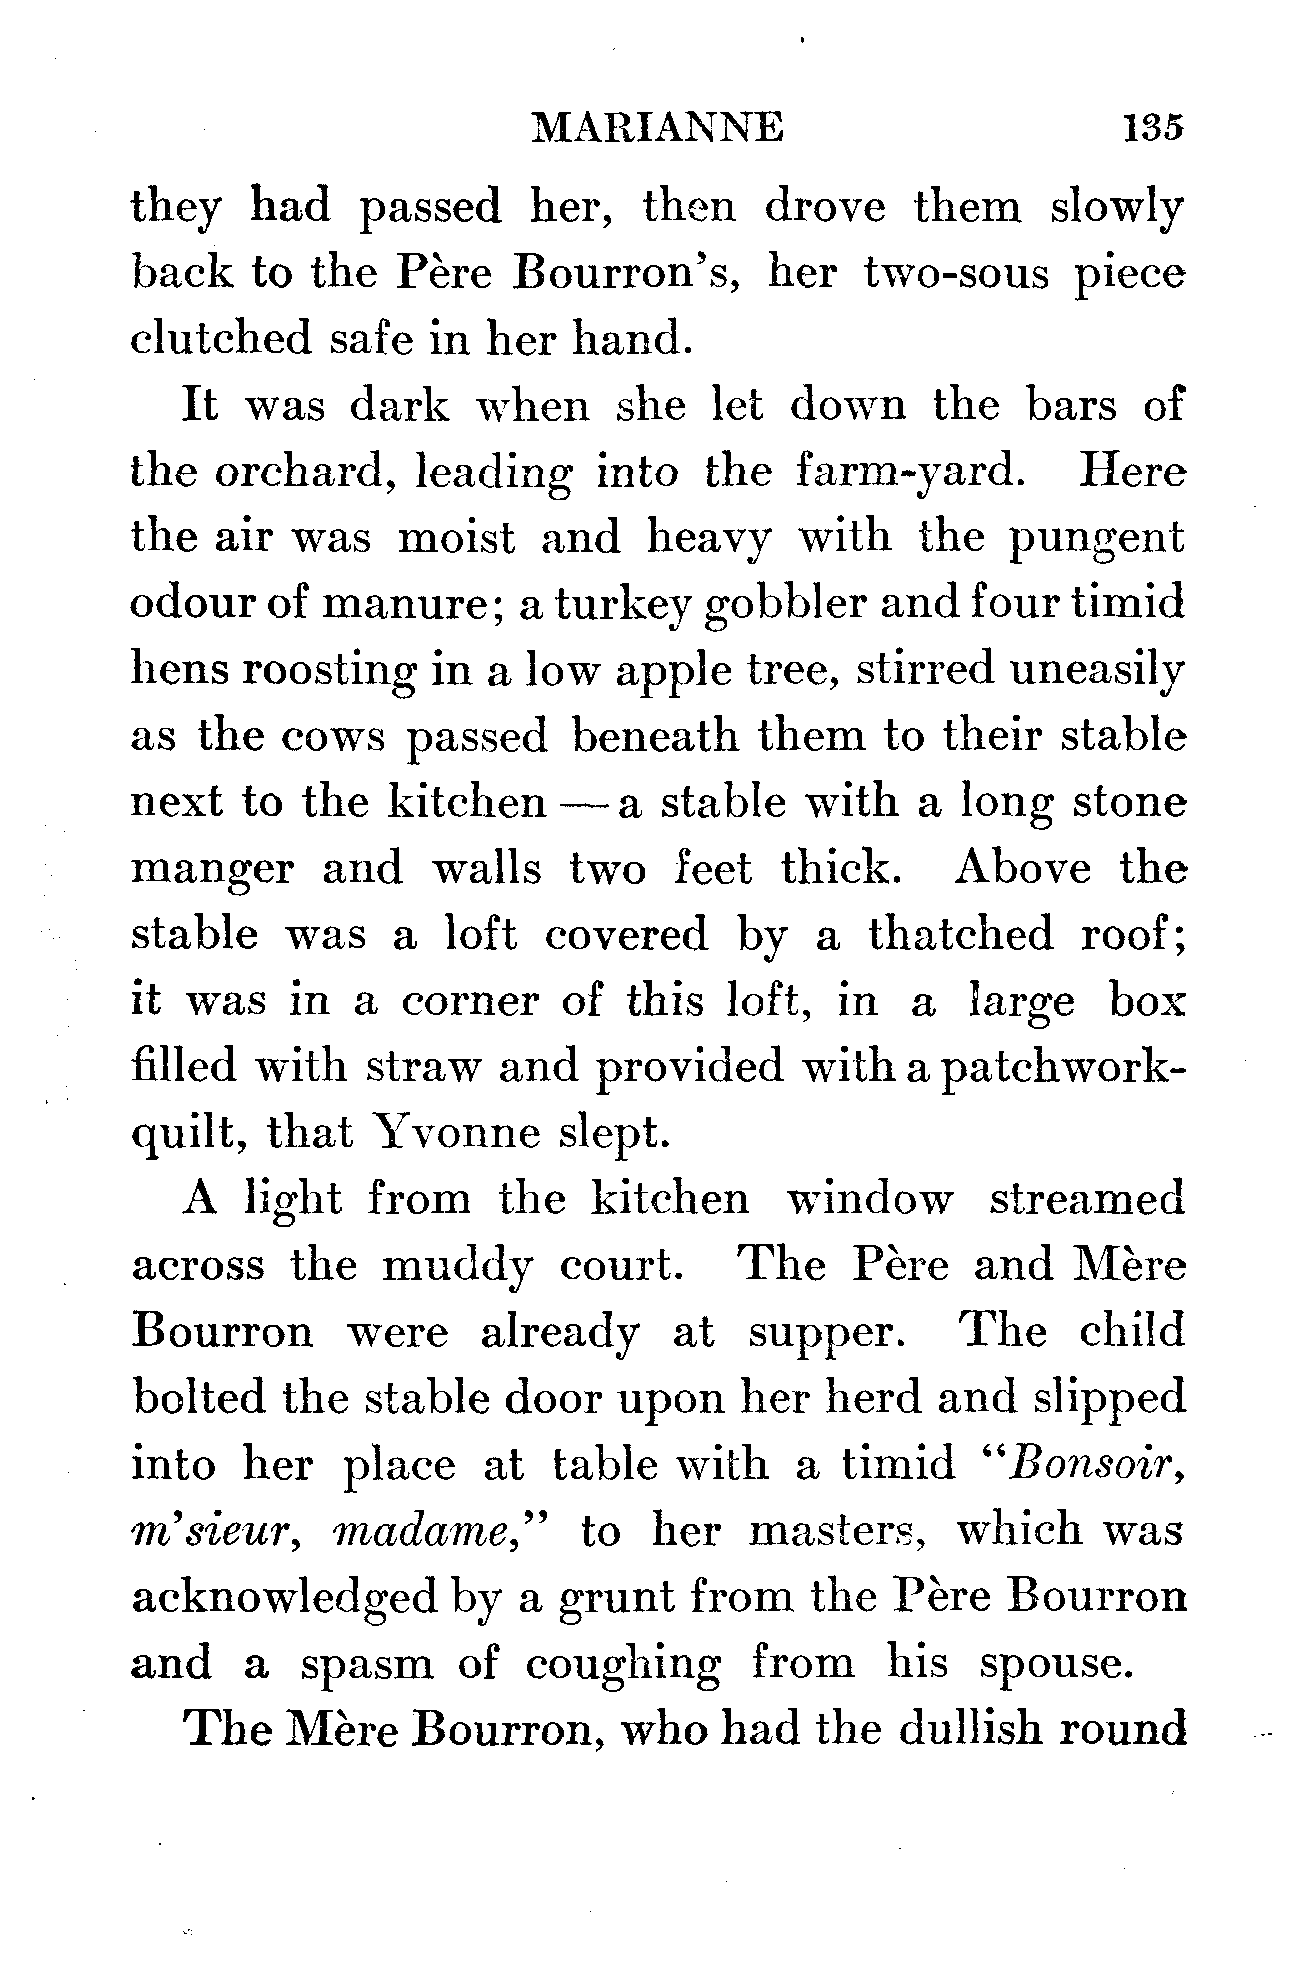 MARIANNE 135
they had passed her, then drove them slowly
back to the Père Bourron's, her two-sous piece
clutched safe in her hand.
It was dark when she let down the bars of
the orchard, leading into the farm-yard. Here
the air was moist and heavy with the pungent
odour of manure; a turkey gobbler and four timid
hens roosting in a low apple tree, stirred uneasily
as the cows passed beneath them to their stable
next to the kitchen — a stable with a long stone
manger and walls two feet thick. Above the
stable was a loft covered by a thatched roof;
it was in a corner of this loft, in a large box
filled with straw and provided with a patchwork-
quilt, that Yvonne slept.
A light from the kitchen window streamed
across the muddy court. The Père and Mère
Bourron were already at supper. The child
bolted the stable door upon her herd and slipped
into her place at table with a timid “Bonsoir,
m’sieur, madame,” to her masters, which was
acknowledged by a grunt from the Père Bourron
and a spasm of coughing from his spouse.
The Mère Bourron, who had the dullish round